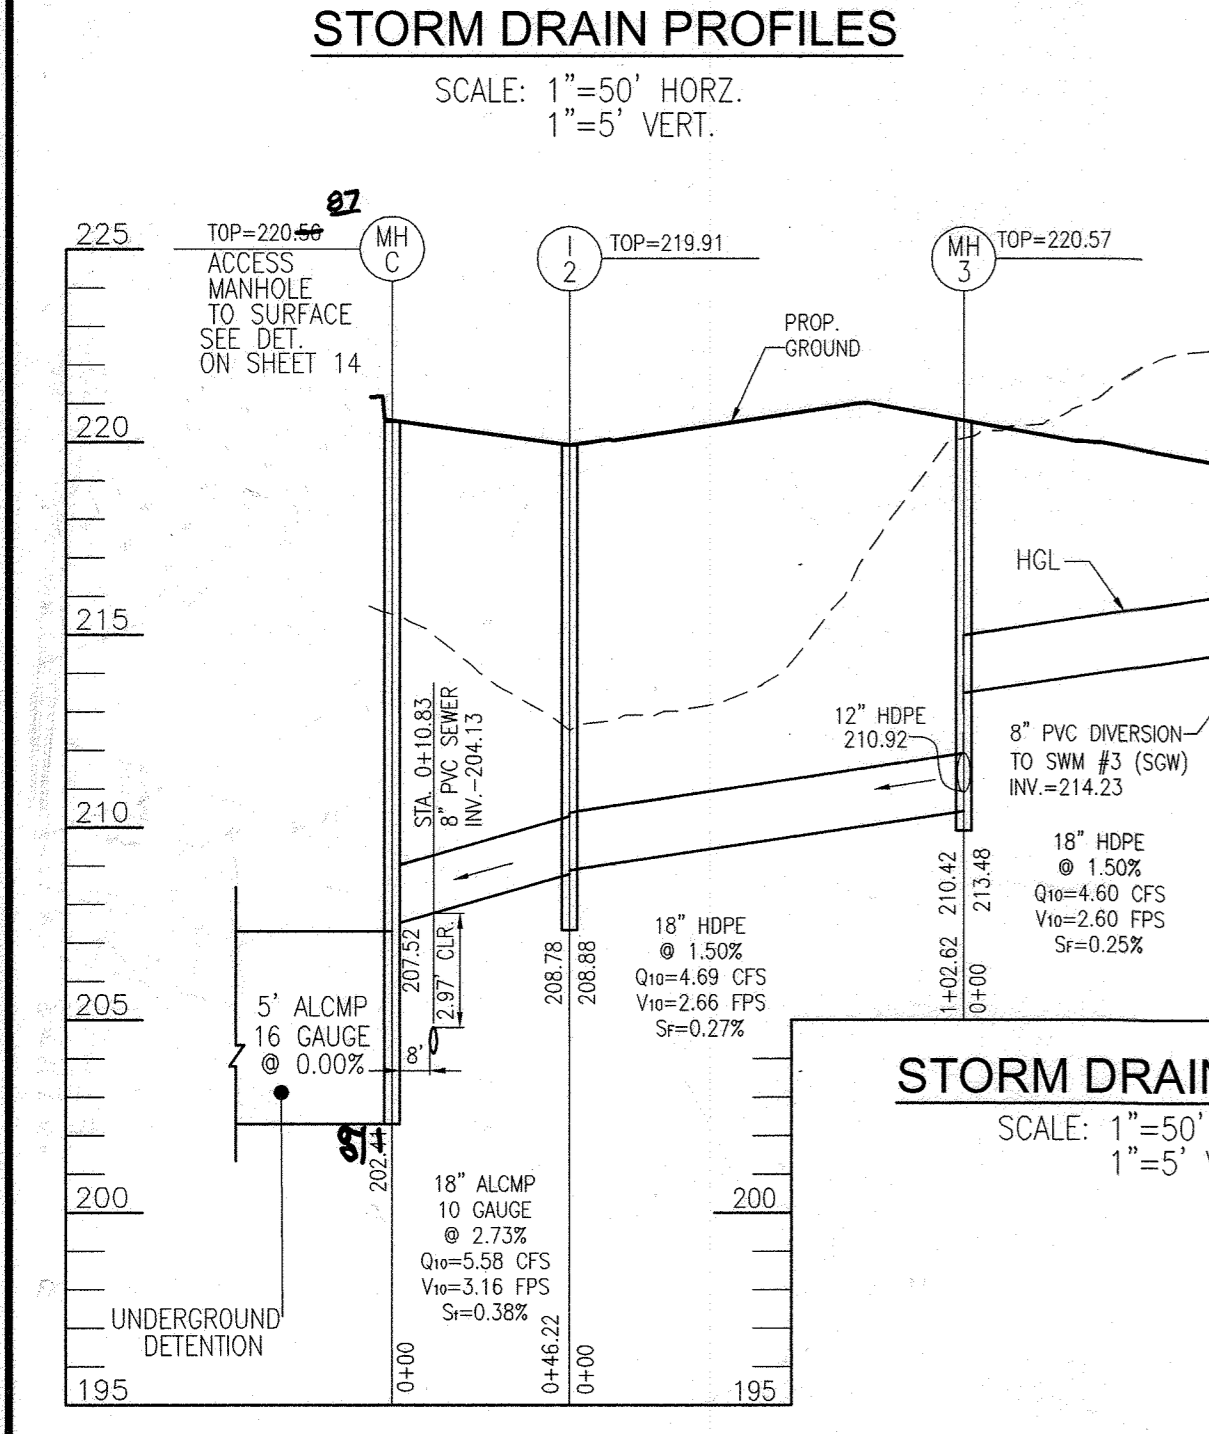 STORM DRAIN PROFILES
SCALE: 1"=50' HORZ.
1"=5' VERT.
87
TOP=220.56
ACCESS
MANHOLE
TO SURFACE
SEE DET.
ON SHEET 14
MH
C
I
2
TOP=219.91
MH
3
TOP=220.57
PROP.
GROUND
HGL
225
220
215
210
205
200
195
STA. 0+10.83
8" PVC SEWER
INV.-204.13
12" HDPE
210.92
8" PVC DIVERSION
TO SWM #3 (SGW)
INV.=214.23
18" HDPE
@ 1.50%
Q10=4.60 CFS
V10=2.60 FPS
SF=0.25%
210.42
213.48
1+02.62
0+00
18" HDPE
@ 1.50%
Q10=4.69 CFS
V10=2.66 FPS
SF=0.27%
207.52
2.97' CLR.
8'
208.78
208.88
5' ALCMP
16 GAUGE
@ 0.00%
202.41
18" ALCMP
10 GAUGE
@ 2.73%
Q10=5.58 CFS
V10=3.16 FPS
Sf=0.38%
UNDERGROUND
DETENTION
0+00
0+46.22
0+00
STORM DRAIN
SCALE: 1"=50'
1"=5' V
200
195